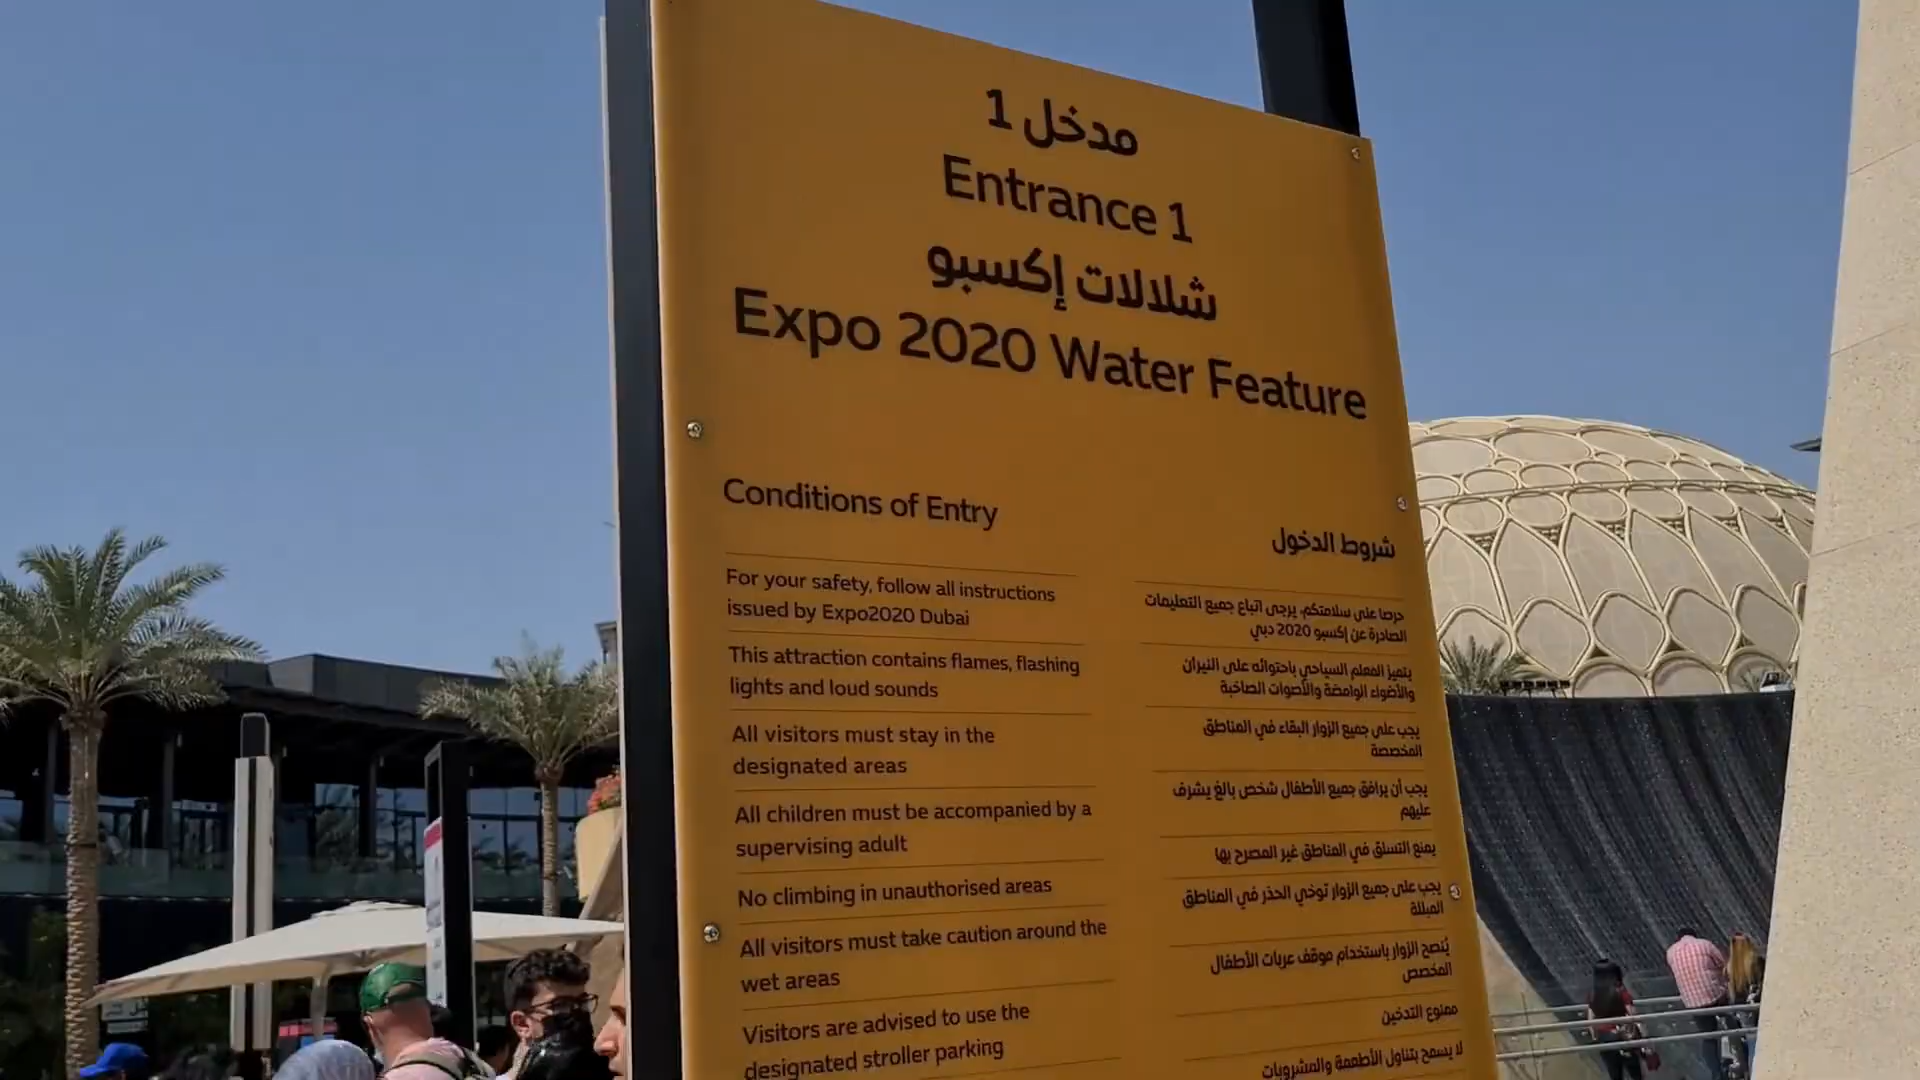 مدخل 1
Entrance 1
شلالات إكسبو
Expo 2020 Water Feature
Conditions of Entry
For your safety, follow all instructions
issued by Expo2020 Dubai
This attraction contains flames, flashing
lights and loud sounds
All visitors must stay in the
designated areas
All children must be accompanied by a
supervising adult
No climbing in unauthorised areas
All visitors must take caution around the
wet areas
Visitors are advised to use the
designated stroller parking
شروط الدخول
حرصا على سلامتكم، يرجى اتباع جميع التعليمات
الصادرة عن إكسبو 2020 دبي
يتميز المعلم السياحي باحتوائه على النيران
والأضواء الوامضة والأصوات الصاخبة
يجب على جميع الزوار البقاء في المناطق
المخصصة
يجب أن يرافق جميع الأطفال شخص بالغ يشرف
عليهم
يمنع التسلق في المناطق غير المصرح بها
يجب على جميع الزوار توخي الحذر في المناطق
المبللة
يُنصح الزوار باستخدام موقف عربات الأطفال
المخصص
ممنوع التدخين
لا يسمح بتناول الأطعمة والمشروبات